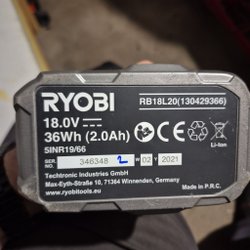 RYOBI
RB18L20(130429366)
18.0V
36Wh (2.0Ah)
5INR19/66
Li-Ion
SER. NO. 346348 2 W 02 Y 2021
Techtronic Industries GmbH
Max-Eyth-Straße 10, 71364 Winnenden, Germany
www.ryobitools.eu
Made in P.R.C.